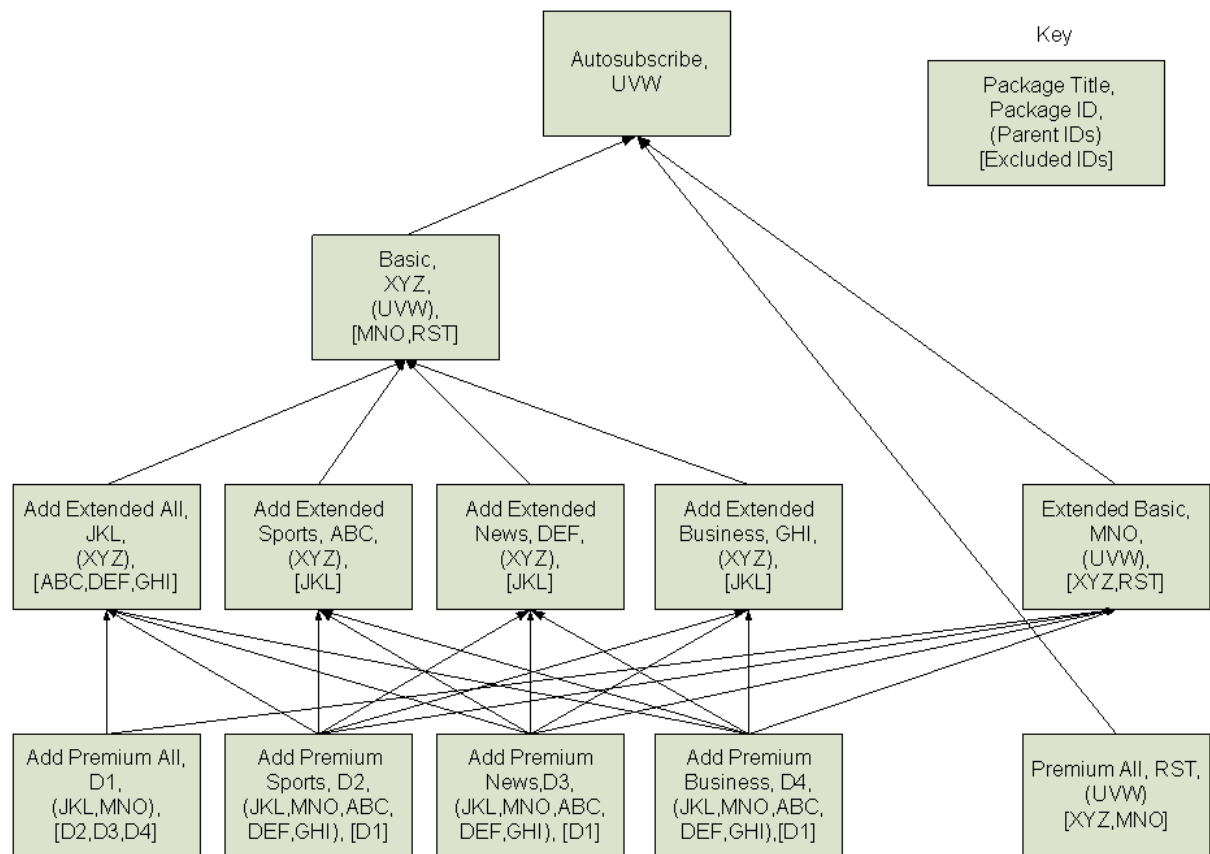 Autosubscribe,
UVW
Key
Package Title,
Package ID,
(Parent IDs)
[Excluded IDs]
Basic,
XYZ,
(UVW),
[MNO,RST]
Add Extended All,
JKL,
(XYZ),
[ABC,DEF,GHI]
Add Extended
Sports, ABC,
(XYZ),
[JKL]
Add Extended
News, DEF,
(XYZ),
[JKL]
Add Extended
Business, GHI,
(XYZ),
[JKL]
Extended Basic,
MNO,
(UVW),
[XYZ,RST]
Add Premium All,
D1,
(JKL,MNO),
[D2,D3,D4]
Add Premium
Sports, D2,
(JKL,MNO,ABC,
DEF,GHI), [D1]
Add Premium
News,D3,
(JKL,MNO,ABC,
DEF,GHI), [D1]
Add Premium
Business, D4,
(JKL,MNO,ABC,
DEF,GHI),[D1]
Premium All, RST,
(UVW)
[XYZ,MNO]